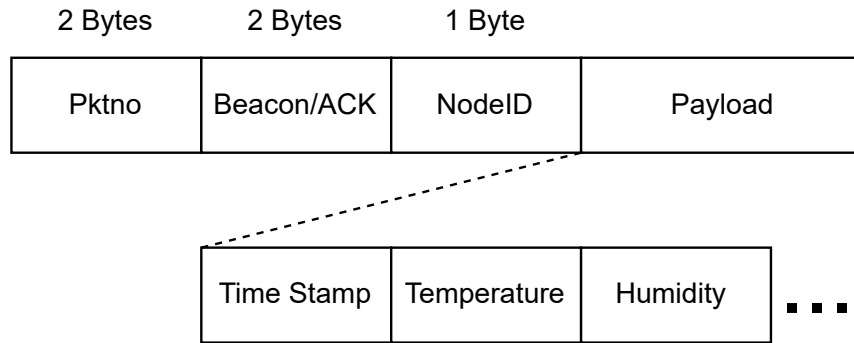 2 Bytes 2 Bytes 1 Byte
Pktno Beacon/ACK NodeID Payload
Time Stamp Temperature Humidity ...